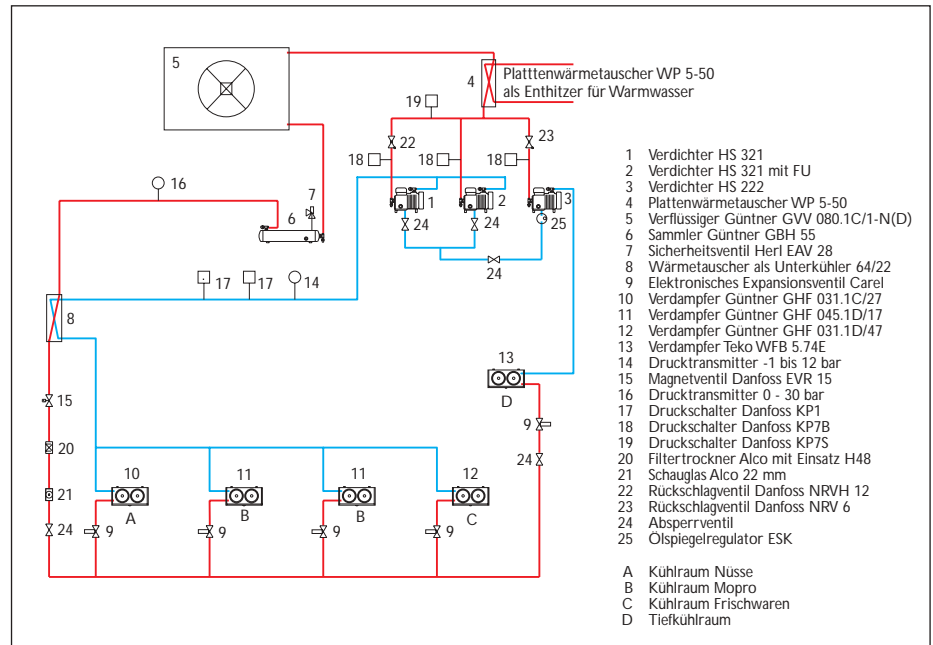 5
4
Platttenwärmetauscher WP 5-50
als Enthitzer für Warmwasser
19
22
23
18
18
18
16
7
6
1
2
3
24
24
25
24
17
17
14
8
13
D
15
9
20
24
10
11
11
12
21
A
B
B
C
24
9
9
9
9
1 Verdichter HS 321
2 Verdichter HS 321 mit FU
3 Verdichter HS 222
4 Plattenwärmetauscher WP 5-50
5 Verflüssiger Güntner GVV 080.1C/1-N(D)
6 Sammler Güntner GBH 55
7 Sicherheitsventil Herl EAV 28
8 Wärmetauscher als Unterkühler 64/22
9 Elektronisches Expansionsventil Carel
10 Verdampfer Güntner GHF 031.1C/27
11 Verdampfer Güntner GHF 045.1D/17
12 Verdampfer Güntner GHF 031.1D/47
13 Verdampfer Teko WFB 5.74E
14 Drucktransmitter -1 bis 12 bar
15 Magnetventil Danfoss EVR 15
16 Drucktransmitter 0 - 30 bar
17 Druckschalter Danfoss KP1
18 Druckschalter Danfoss KP7B
19 Druckschalter Danfoss KP7S
20 Filtertrockner Alco mit Einsatz H48
21 Schauglas Alco 22 mm
22 Rückschlagventil Danfoss NRVH 12
23 Rückschlagventil Danfoss NRV 6
24 Absperrventil
25 Ölspiegelregulator ESK
A Kühlraum Nüsse
B Kühlraum Mopro
C Kühlraum Frischwaren
D Tiefkühlraum